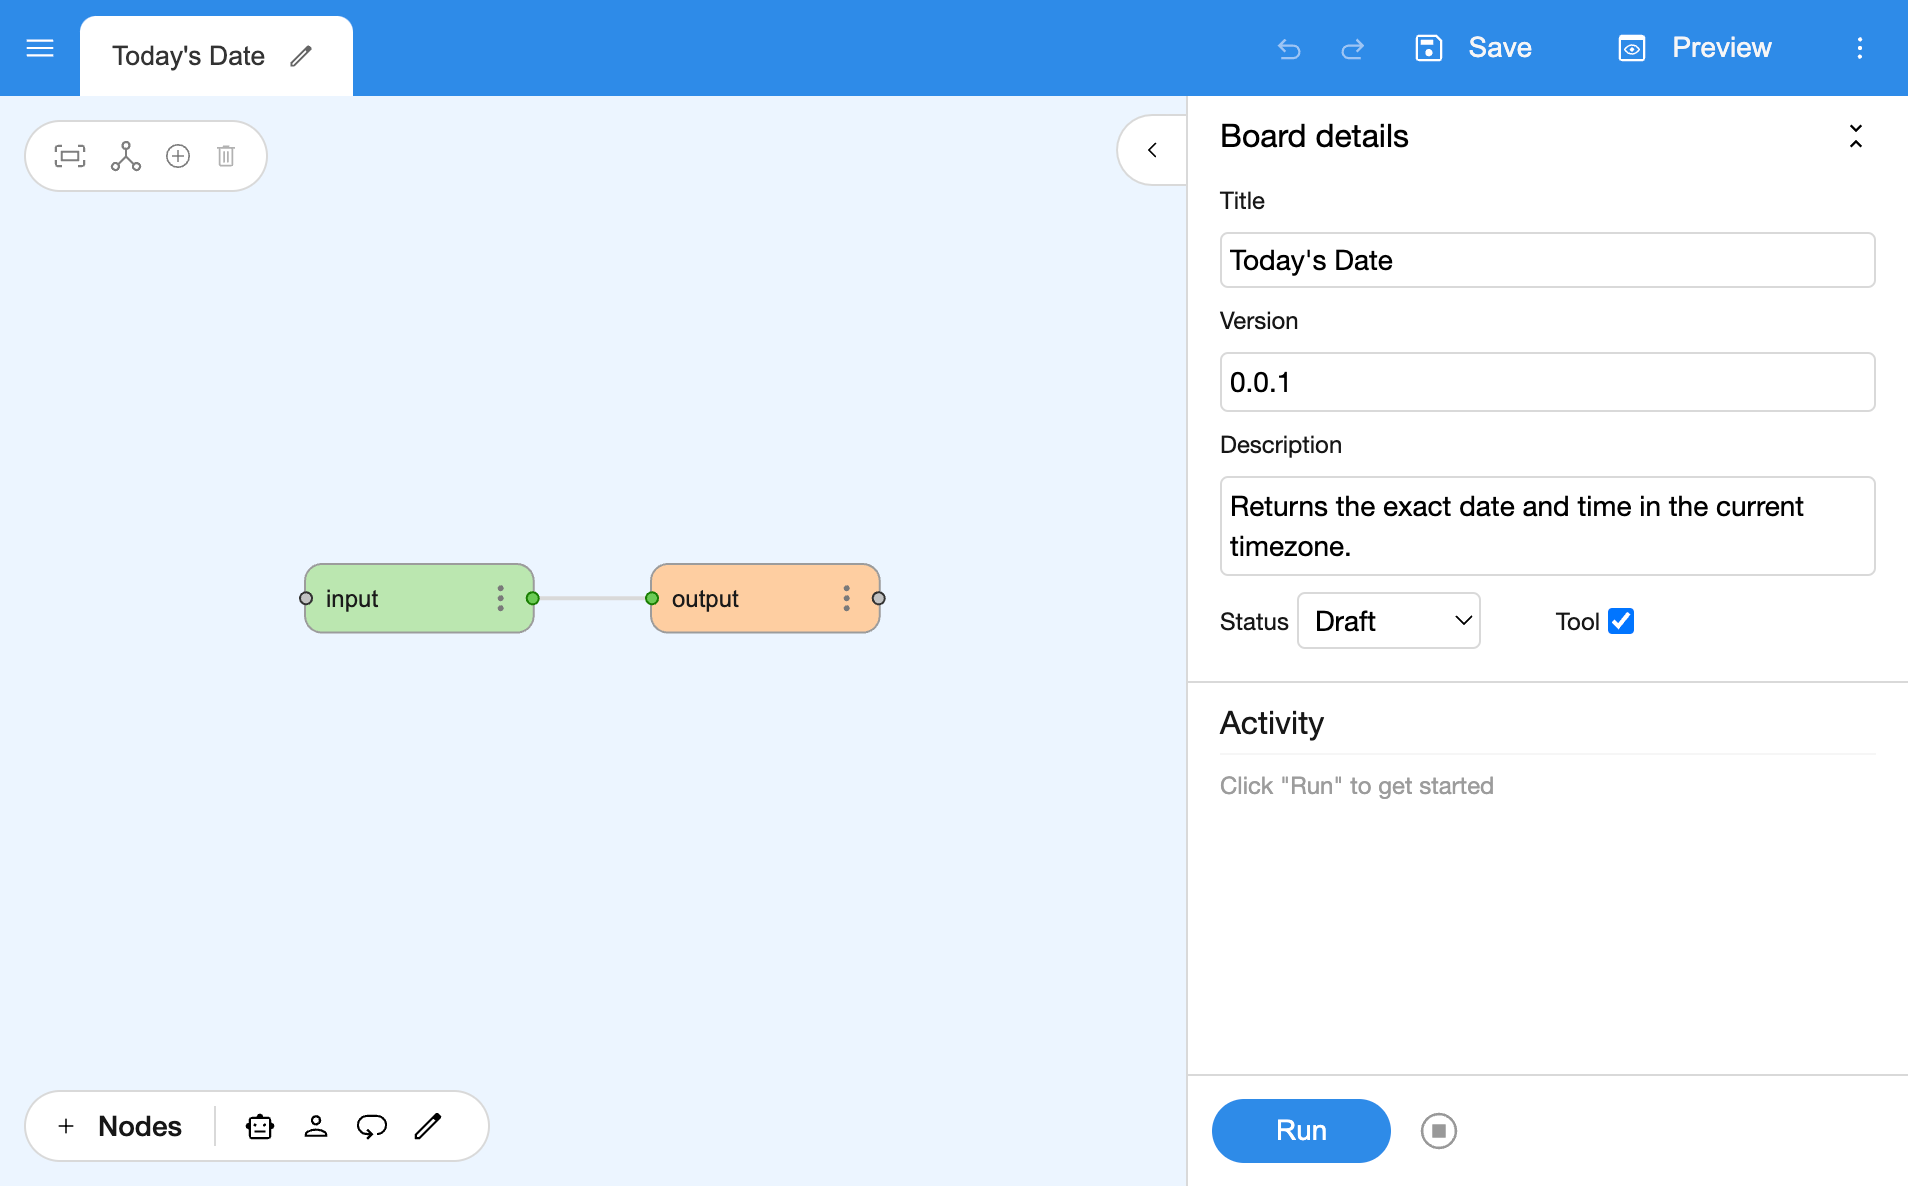 Today's Date
Save
Preview
Board details
Title
Today's Date
Version
0.0.1
Description
Returns the exact date and time in the current
timezone.
Status Draft Tool
input
output
Activity
Click "Run" to get started
+ Nodes
Run